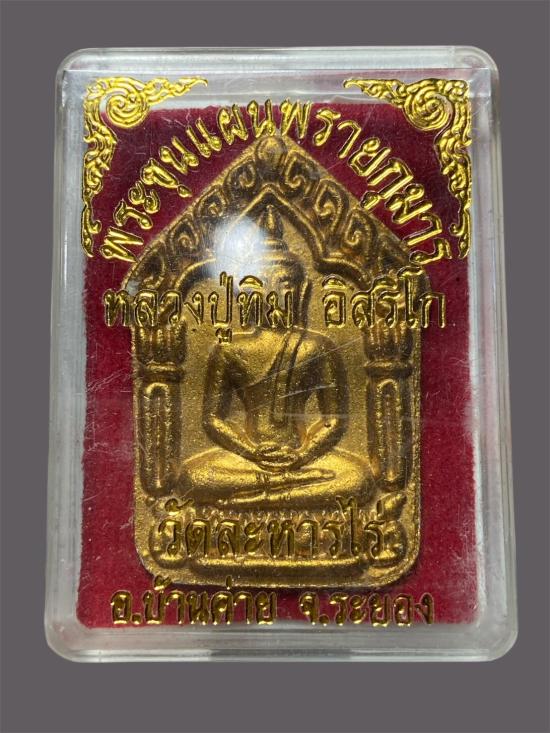 พระขุนแผนพรายกุมาร
หลวงปู่ทิม อิสริโก
วัดละหารไร่
อ.บ้านค่าย จ.ระยอง